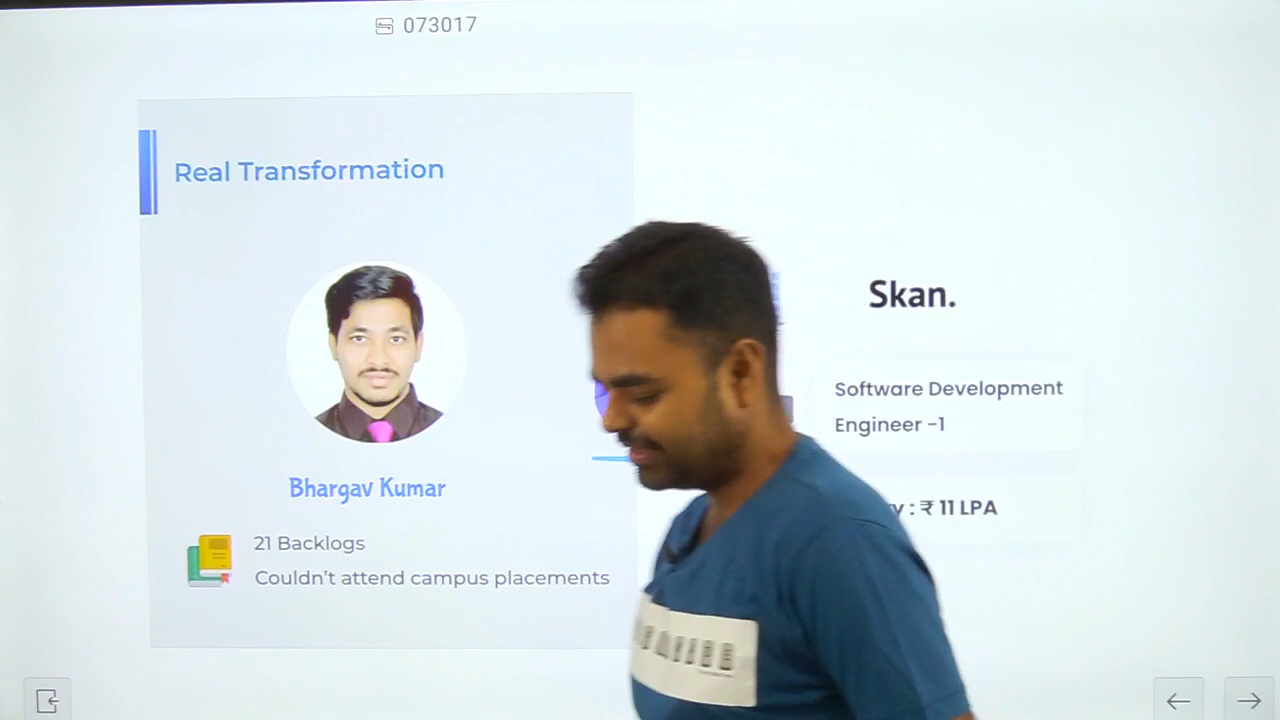 073017
Real Transformation
Bhargav Kumar
21 Backlogs
Couldn't attend campus placements
Skan.
Software Development
Engineer -1
: ₹ 11 LPA